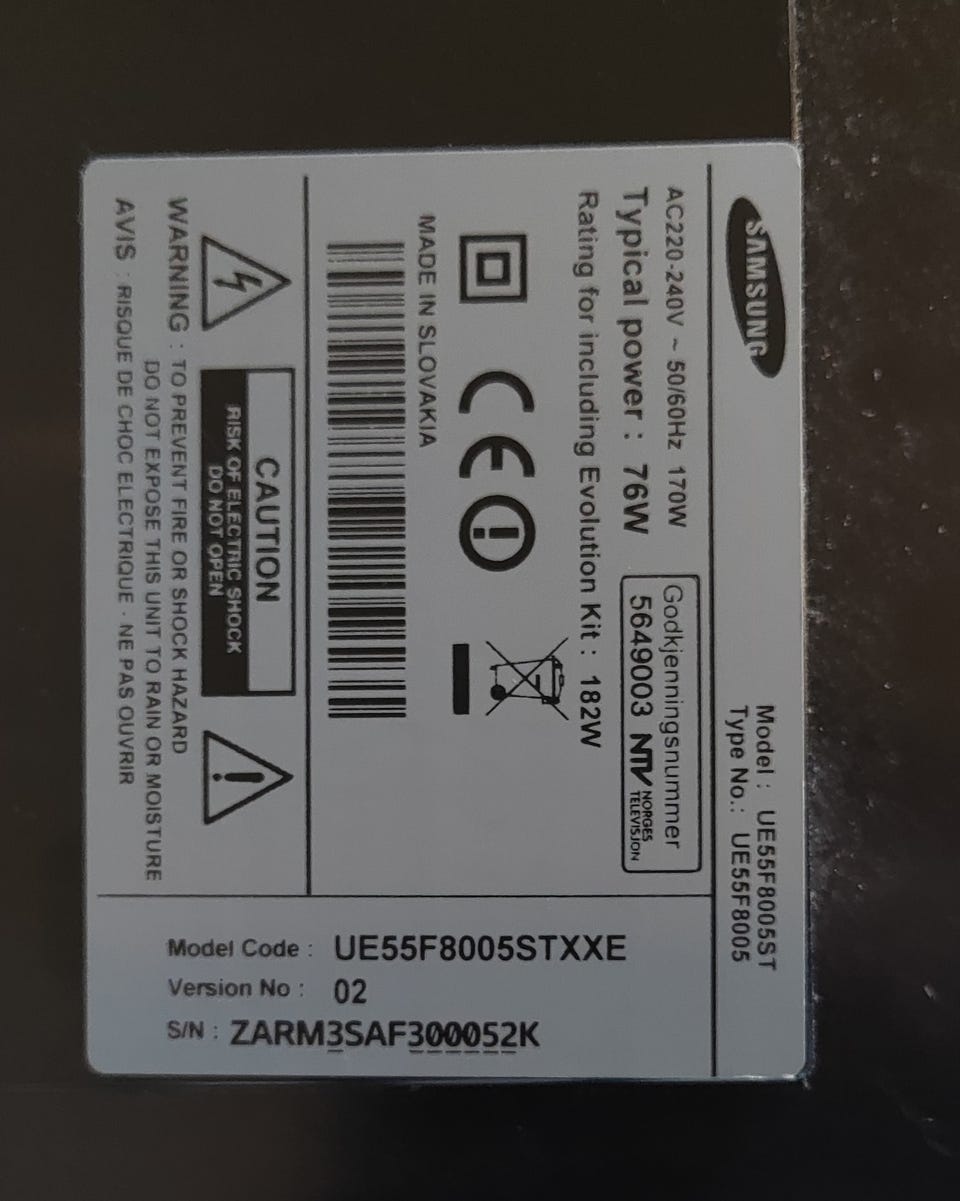 SAMSUNG
Model : UE55F8005ST
Type No.: UE55F8005
AC220-240V ~ 50/60Hz 170W
Typical power : 76W
Rating for including Evolution Kit : 182W
Godkjenningsnummer
5649003 NTV NORGES
TELEVISJON
CE
MADE IN SLOVAKIA
CAUTION
RISK OF ELECTRIC SHOCK
DO NOT OPEN
WARNING : TO PREVENT FIRE OR SHOCK HAZARD
DO NOT EXPOSE THIS UNIT TO RAIN OR MOISTURE
AVIS : RISQUE DE CHOC ELECTRIQUE · NE PAS OUVRIR
Model Code : UE55F8005STXXE
Version No : 02
S/N : ZARM3SAF300052K